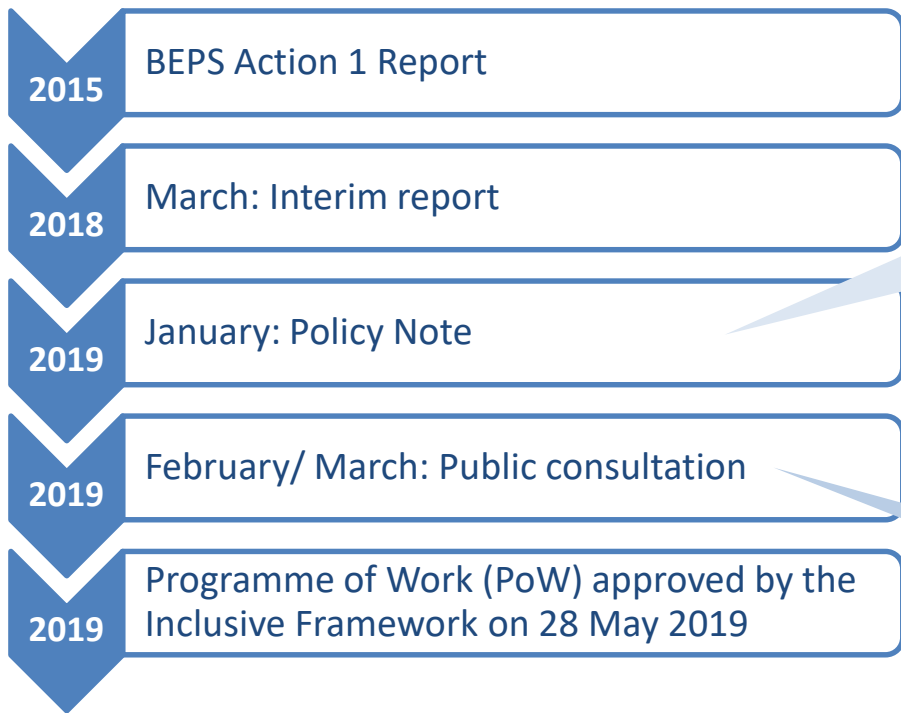 2015
BEPS Action 1 Report
2018
March: Interim report
2019
January: Policy Note
2019
February/ March: Public consultation
2019
Programme of Work (PoW) approved by the
Inclusive Framework on 28 May 2019